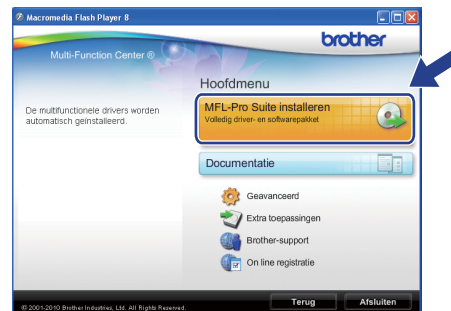 Macromedia Flash Player 8
brother
Multi-Function Center ®
Hoofdmenu
De multifunctionele drivers worden
automatisch geïnstalleerd.
MFL-Pro Suite installeren
Volledig driver- en softwarepakket
Documentatie
Geavanceerd
Extra toepassingen
Brother-support
On line registratie
© 2001-2010 Brother Industries, Ltd. All Rights Reserved.
Terug
Afsluiten